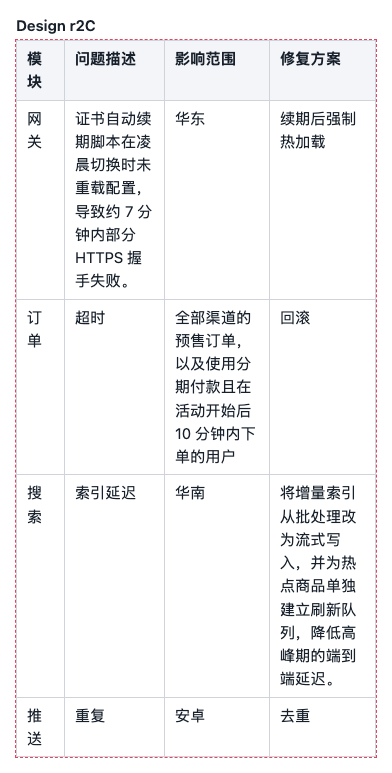 Design r2C
模
块
问题描述
影响范围
修复方案
网
关
证书自动续
期脚本在凌
晨切换时未
重载配置，
导致约 7 分
钟内部分
HTTPS 握
手失败。
华东
续期后强制
热加载
订
单
超时
全部渠道的
预售订单，
以及使用分
期付款且在
活动开始后
10 分钟内下
单的用户
回滚
搜
索
索引延迟
华南
将增量索引
从批处理改
为流式写
入，并为热
点商品单独
建立刷新队
列，降低高
峰期的端到
端延迟。
推
送
重复
安卓
去重